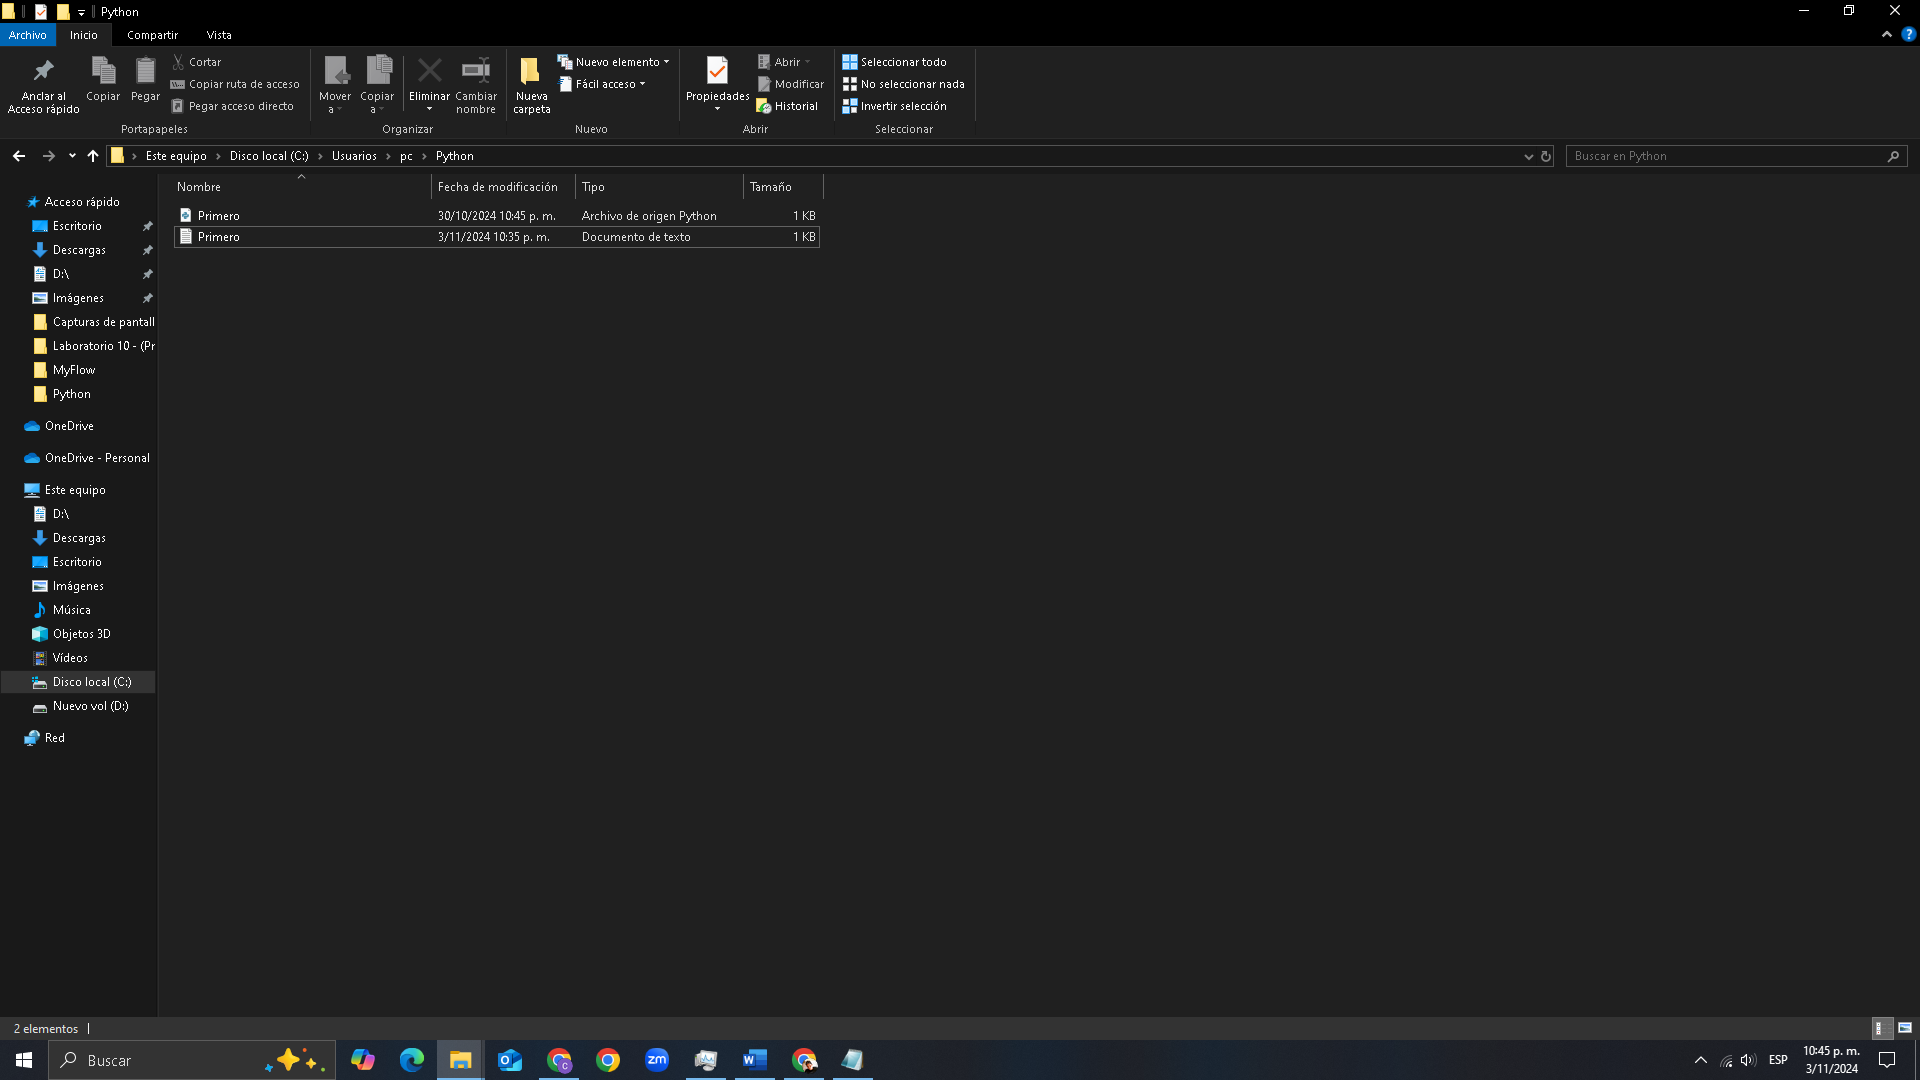 Python
Archivo
Inicio
Compartir
Vista
Anclar al
Acceso rápido
Copiar
Pegar
Cortar
Copiar ruta de acceso
Pegar acceso directo
Portapapeles
Mover
a
Copiar
a
Eliminar
Cambiar
nombre
Organizar
Nueva
carpeta
Nuevo elemento
Fácil acceso
Nuevo
Propiedades
Abrir
Modificar
Historial
Abrir
Seleccionar todo
No seleccionar nada
Invertir selección
Seleccionar
Este equipo > Disco local (C:) > Usuarios > pc > Python
Buscar en Python
Nombre Fecha de modificación Tipo Tamaño
Primero 30/10/2024 10:45 p. m. Archivo de origen Python 1 KB
Primero 3/11/2024 10:35 p. m. Documento de texto 1 KB
Acceso rápido
Escritorio
Descargas
D:\
Imágenes
Capturas de pantall
Laboratorio 10 - (Pr
MyFlow
Python
OneDrive
OneDrive - Personal
Este equipo
D:\
Descargas
Escritorio
Imágenes
Música
Objetos 3D
Vídeos
Disco local (C:)
Nuevo vol (D:)
Red
2 elementos
Buscar
zm
ESP
10:45 p. m.
3/11/2024